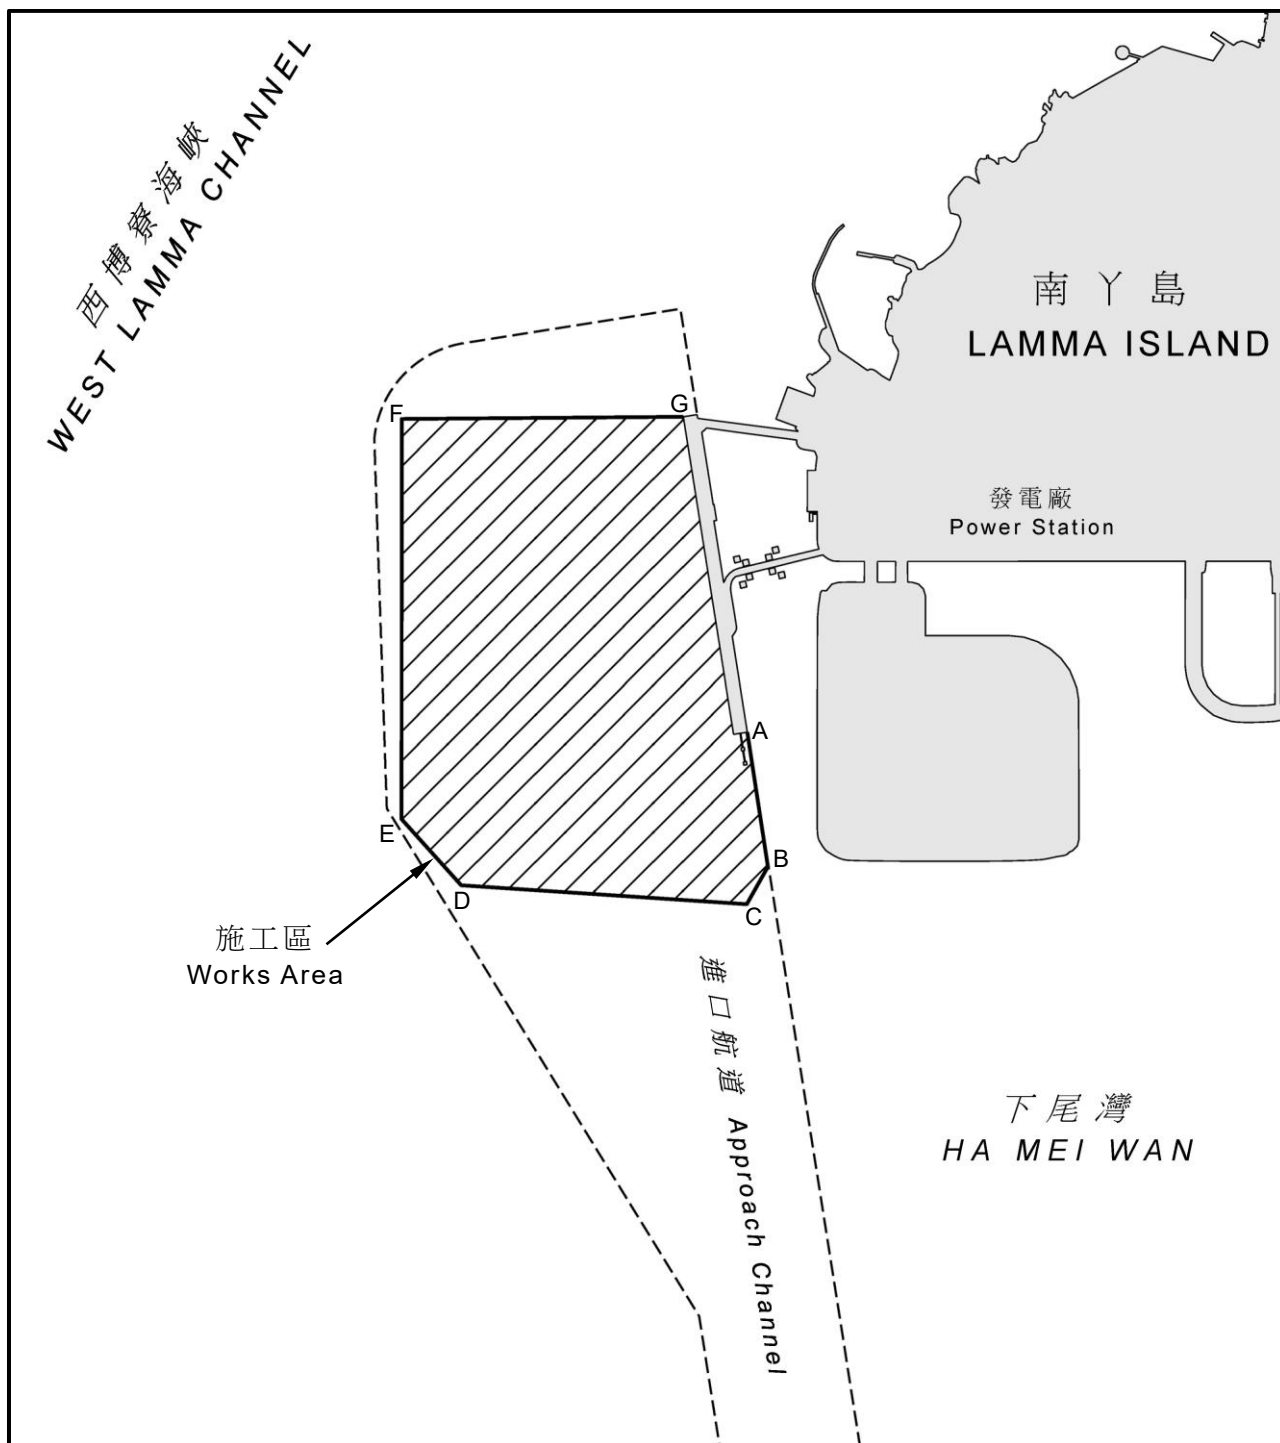 西博寮海峽
WEST LAMMA CHANNEL
南丫島
LAMMA ISLAND
F
G
發電廠
Power Station
A
E
B
D
C
施工區
Works Area
進口航道 Approach Channel
下尾灣
HA MEI WAN